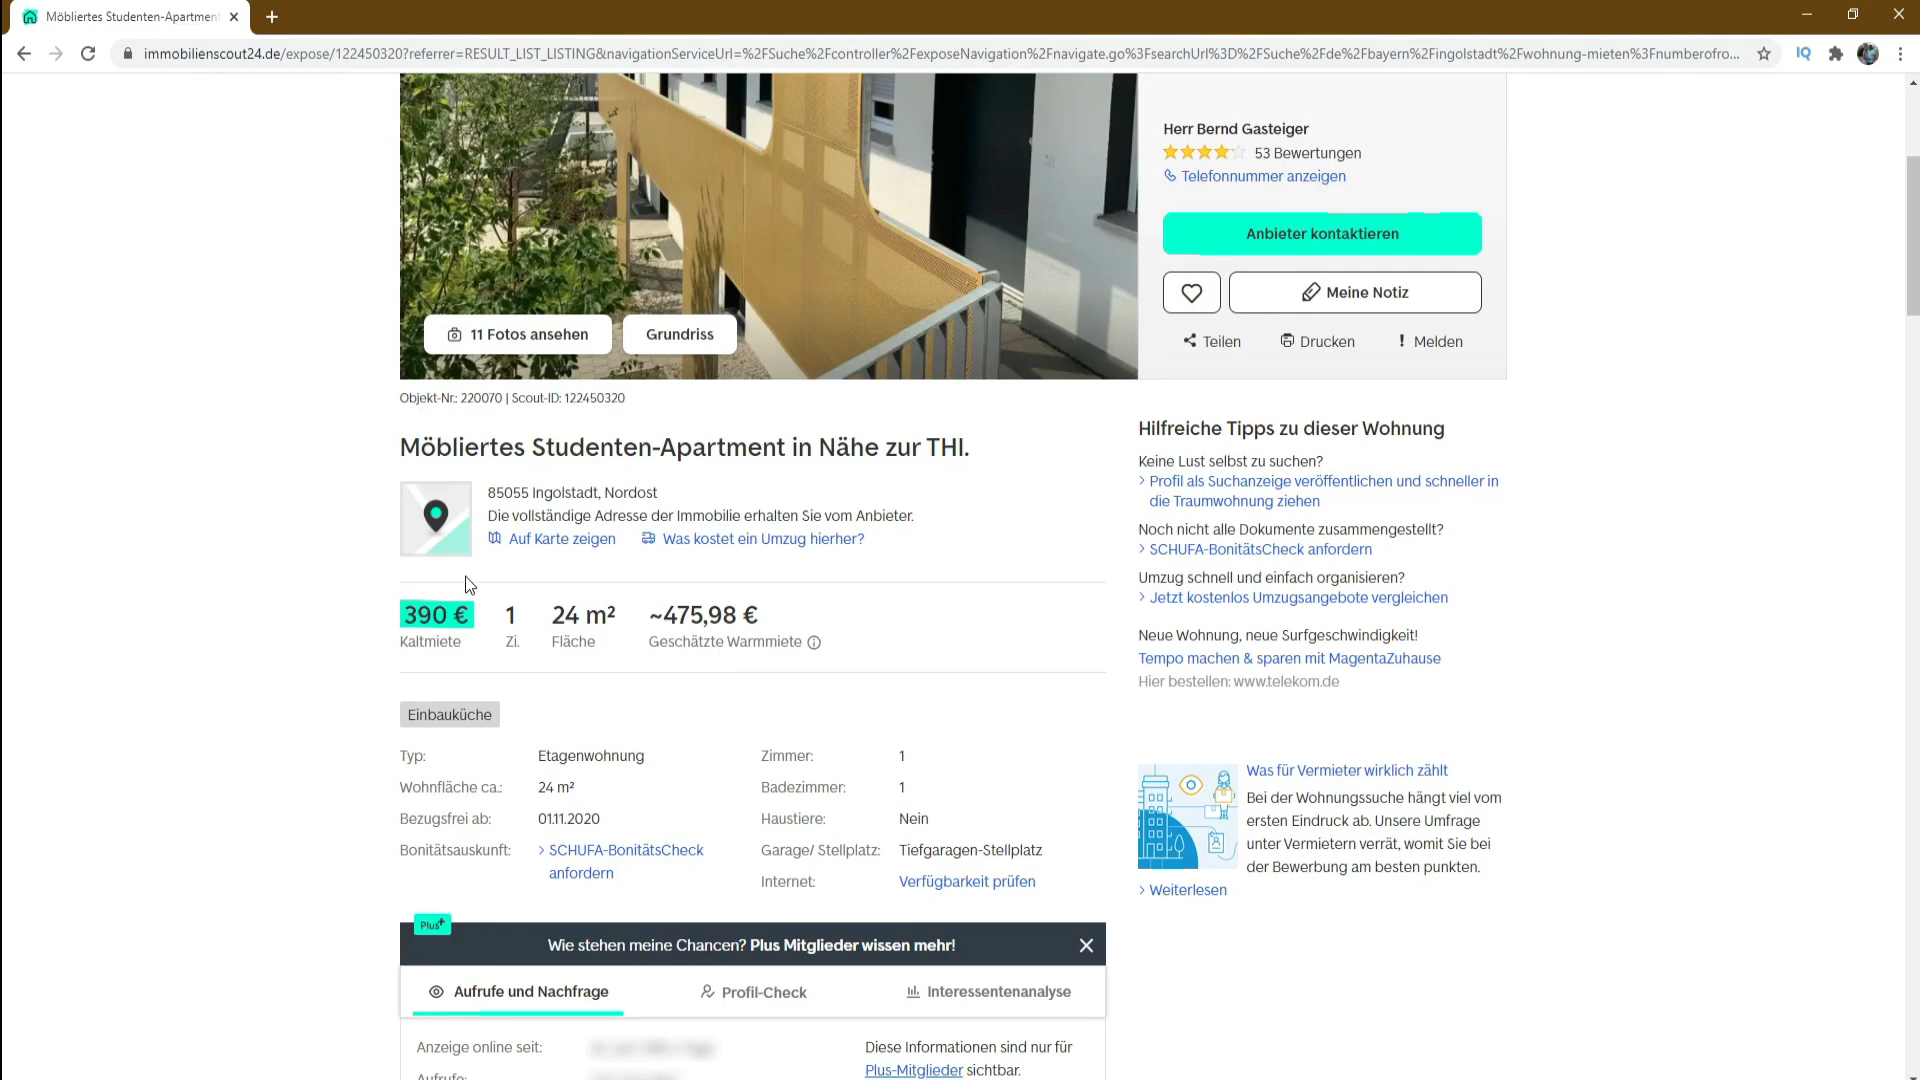 Möbliertes Studenten-Apartment
immobilienscout24.de/expose/122450320?referrer=RESULT_LIST_LISTING&navigationServiceUrl=%2FSuche%2Fcontroller%2FexposeNavigation%2Fnavigate.go%3FsearchUrl%3D%2FSuche%2Fde%2Fbayern%2Fingolstadt%2Fwohnung-mieten%3Fnumberofro...
IQ
Herr Bernd Gasteiger
53 Bewertungen
Telefonnummer anzeigen
Anbieter kontaktieren
Meine Notiz
11 Fotos ansehen
Grundriss
Teilen
Drucken
Melden
Objekt-Nr.: 220070 | Scout-ID: 122450320
Möbliertes Studenten-Apartment in Nähe zur THI.
85055 Ingolstadt, Nordost
Die vollständige Adresse der Immobilie erhalten Sie vom Anbieter.
Auf Karte zeigen
Was kostet ein Umzug hierher?
390 €
Kaltmiete
1
Zi.
24 m²
Fläche
~475,98 €
Geschätzte Warmmiete
Einbauküche
Typ: Etagenwohnung
Wohnfläche ca.: 24 m²
Bezugsfrei ab: 01.11.2020
Bonitätsauskunft: > SCHUFA-BonitätsCheck
anfordern
Zimmer: 1
Badezimmer: 1
Haustiere: Nein
Garage/ Stellplatz: Tiefgaragen-Stellplatz
Internet: Verfügbarkeit prüfen
Plus+
Wie stehen meine Chancen? Plus Mitglieder wissen mehr!
Aufrufe und Nachfrage
Profil-Check
Interessentenanalyse
Anzeige online seit:
Aufrufe:
Diese Informationen sind nur für
Plus-Mitglieder sichtbar.
Hilfreiche Tipps zu dieser Wohnung
Keine Lust selbst zu suchen?
> Profil als Suchanzeige veröffentlichen und schneller in
die Traumwohnung ziehen
Noch nicht alle Dokumente zusammengestellt?
> SCHUFA-BonitätsCheck anfordern
Umzug schnell und einfach organisieren?
> Jetzt kostenlos Umzugsangebote vergleichen
Neue Wohnung, neue Surfgeschwindigkeit!
Tempo machen & sparen mit MagentaZuhause
Hier bestellen: www.telekom.de
Was für Vermieter wirklich zählt
Bei der Wohnungssuche hängt viel vom
ersten Eindruck ab. Unsere Umfrage
unter Vermietern verrät, womit Sie bei
der Bewerbung am besten punkten.
> Weiterlesen